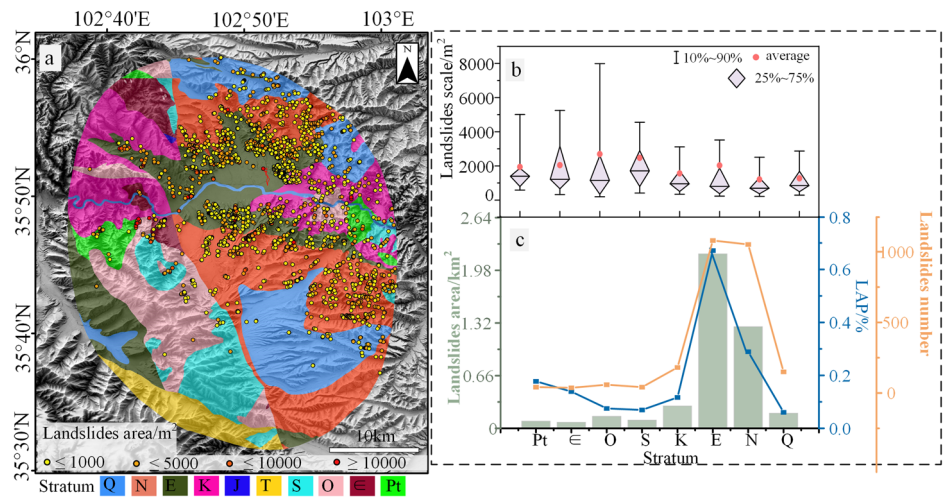 102°40'E 102°50'E 103°E
36°N
35°50'N
35°40'N
35°30'N
a
N
10km
Landslides area/m²
≤1000 ≤5000 ≤10000 ≥10000
Stratum Q N E K J T S O ∈ Pt
b
10%~90% average
25%~75%
Landslides scale/m²
8000
6000
4000
2000
0
c
Landslides area/km²
2.64
1.98
1.32
0.66
0
LAP/%
0.8
0.6
0.4
0.2
0.0
Landslides number
1000
500
0
Pt ∈ O S K E N Q
Stratum